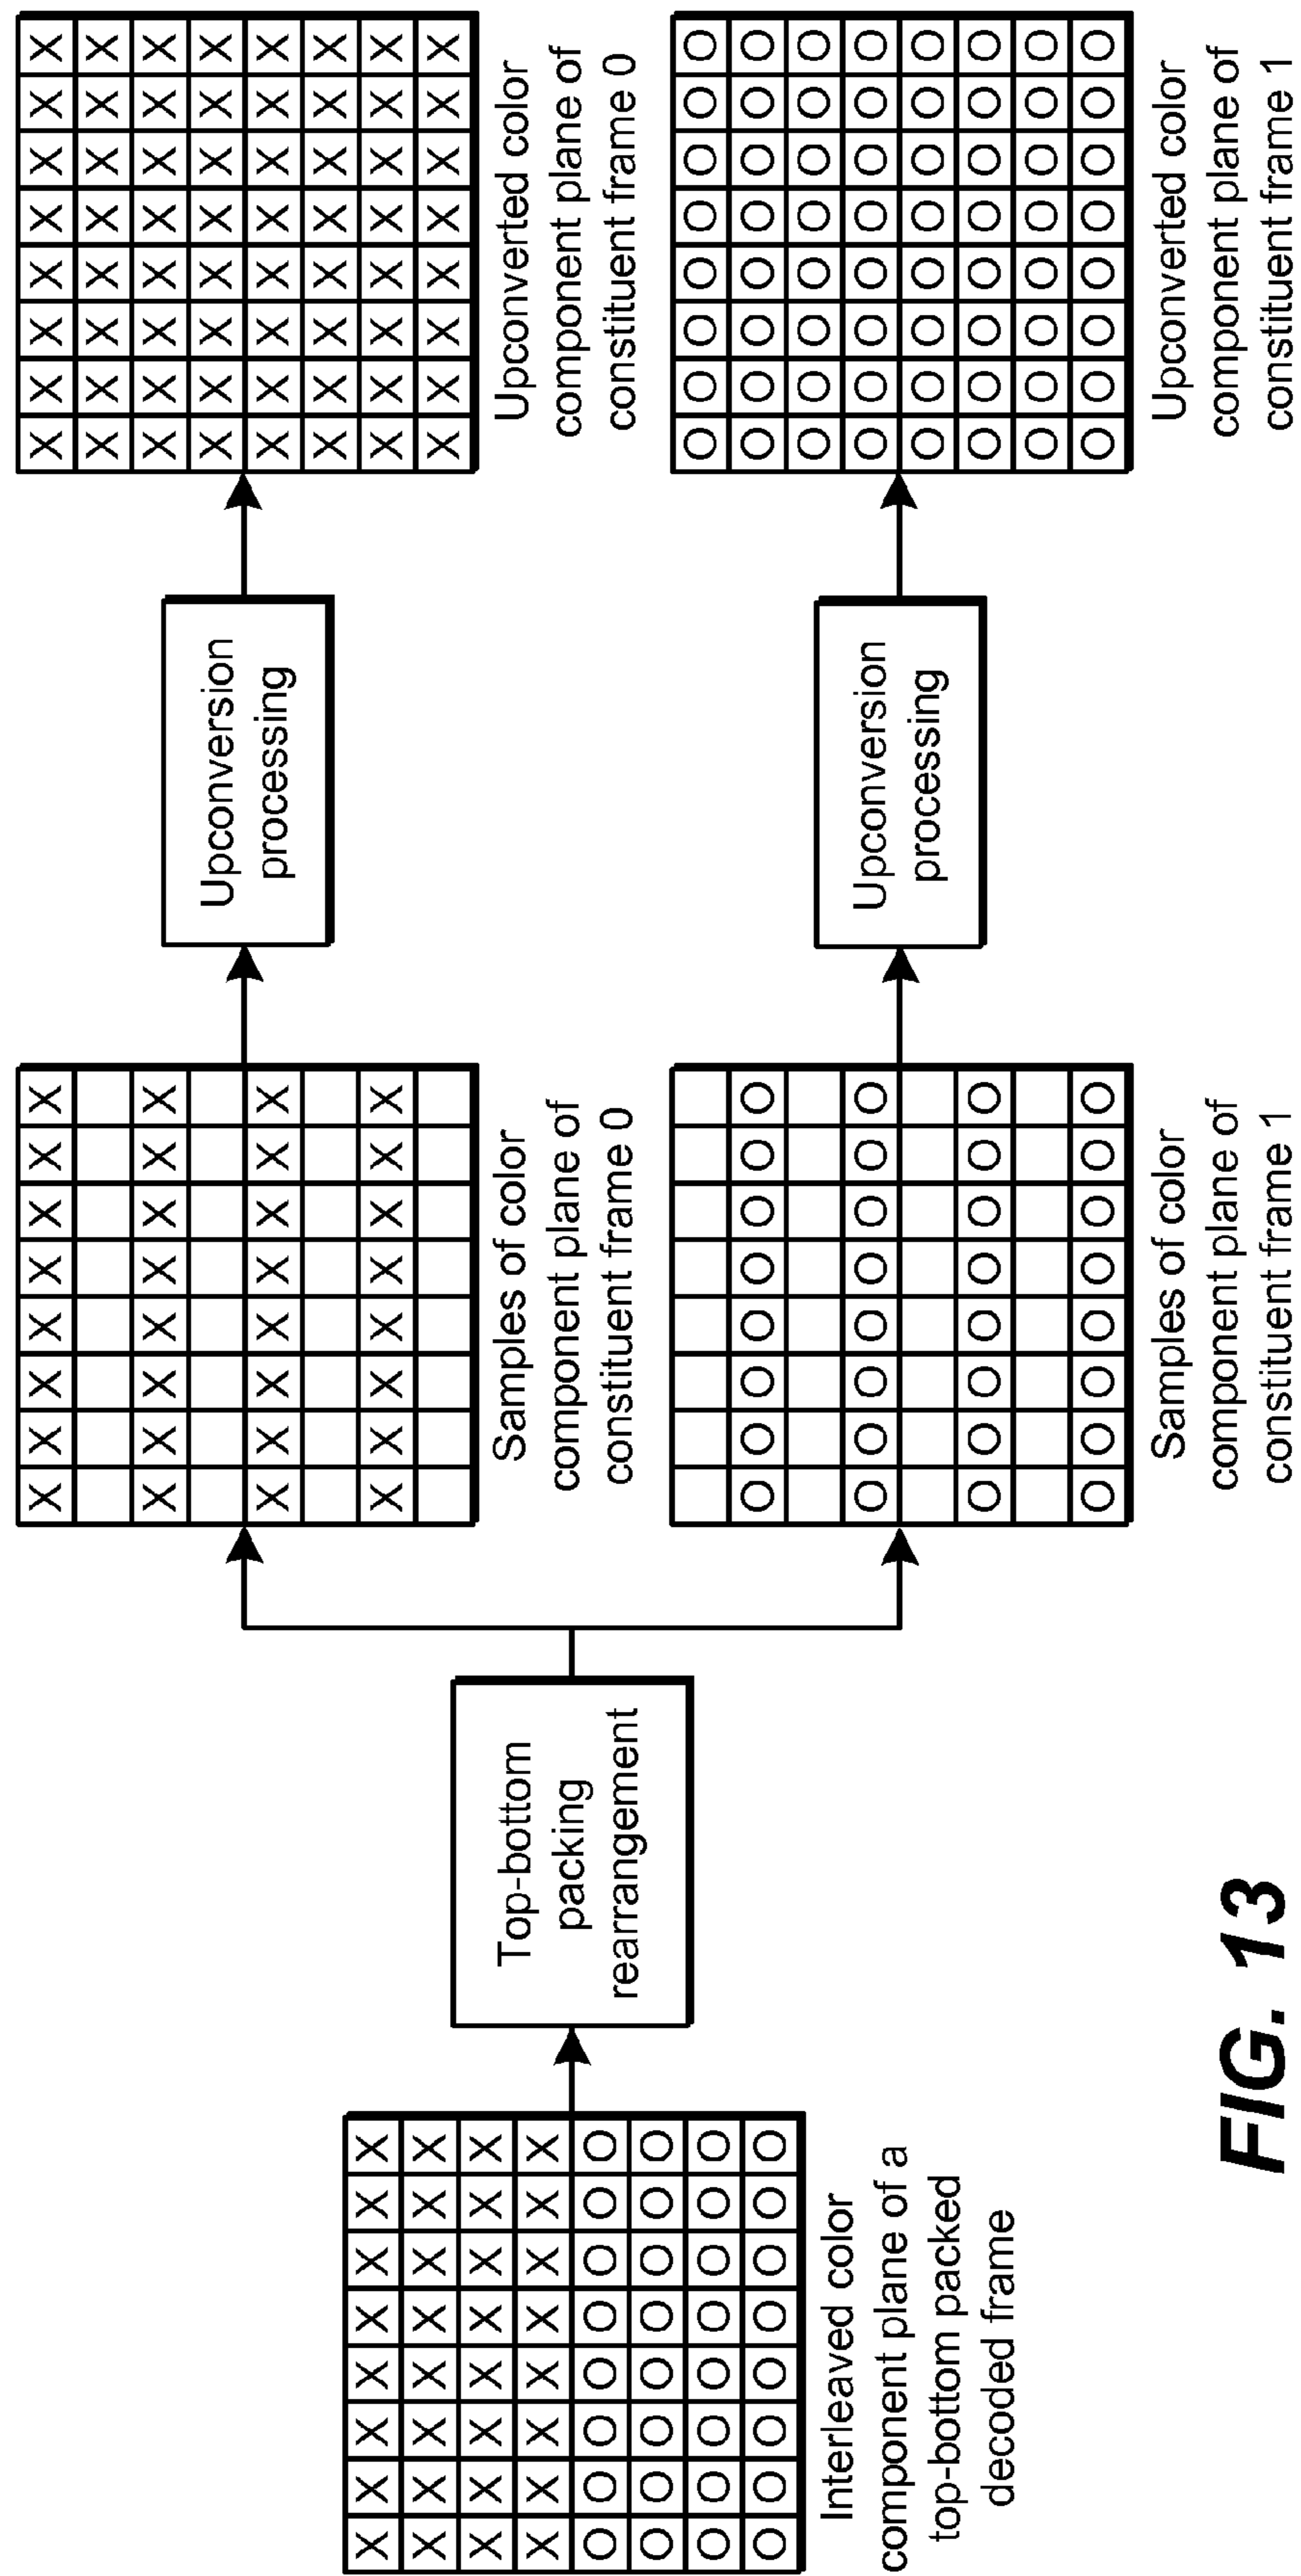 Interleaved color
component plane of a
top-bottom packed
decoded frame
Top-bottom
packing
rearrangement
Samples of color
component plane of
constituent frame 0
Upconversion
processing
Upconverted color
component plane of
constituent frame 0
Samples of color
component plane of
constituent frame 1
Upconversion
processing
Upconverted color
component plane of
constituent frame 1
FIG. 13